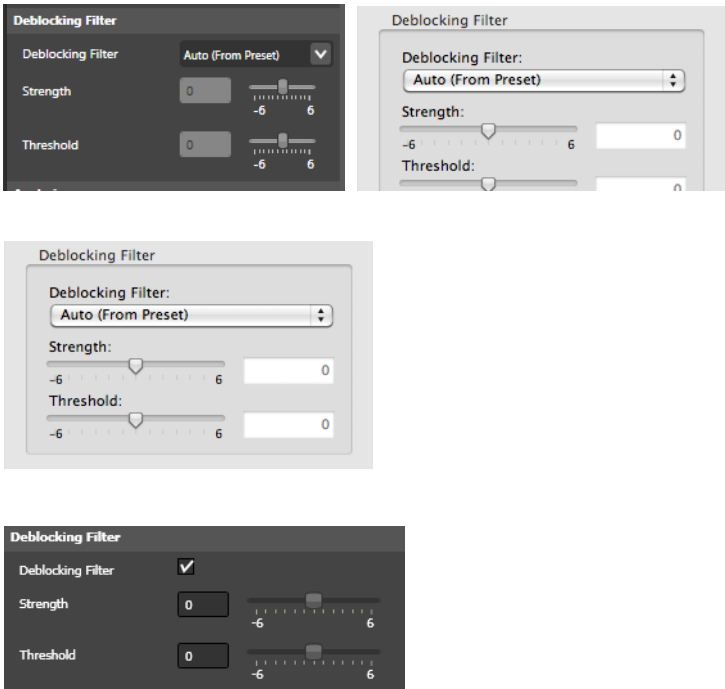 Deblocking Filter
Deblocking Filter Auto (From Preset)
Strength 0
-6 6
Threshold 0
-6 6
Deblocking Filter
Deblocking Filter:
Auto (From Preset)
Strength:
0
-6 6
Threshold:
0
Deblocking Filter
Deblocking Filter:
Auto (From Preset)
Strength:
0
-6 6
Threshold:
0
-6 6
Deblocking Filter
Deblocking Filter
Strength 0
-6 6
Threshold 0
-6 6